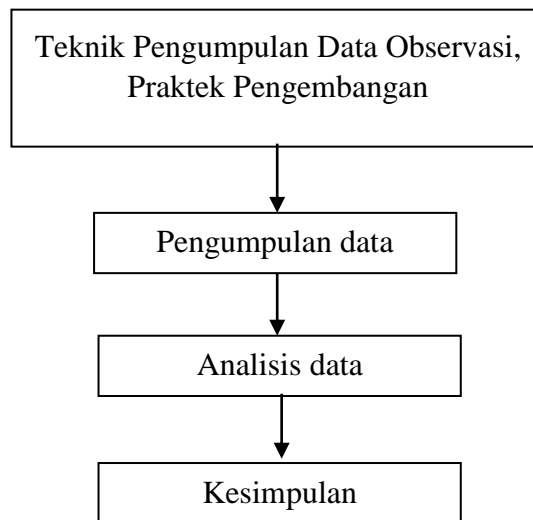 Teknik Pengumpulan Data Observasi,
Praktek Pengembangan
Pengumpulan data
Analisis data
Kesimpulan